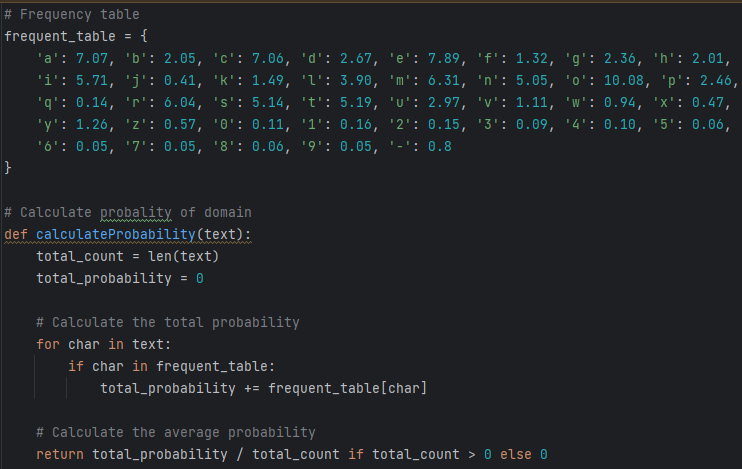 # Frequency table
frequent_table = {
    'a': 7.07, 'b': 2.05, 'c': 7.06, 'd': 2.67, 'e': 7.89, 'f': 1.32, 'g': 2.36, 'h': 2.01,
    'i': 5.71, 'j': 0.41, 'k': 1.49, 'l': 3.90, 'm': 6.31, 'n': 5.05, 'o': 10.08, 'p': 2.46,
    'q': 0.14, 'r': 6.04, 's': 5.14, 't': 5.19, 'u': 2.97, 'v': 1.11, 'w': 0.94, 'x': 0.47,
    'y': 1.26, 'z': 0.57, '0': 0.11, '1': 0.16, '2': 0.15, '3': 0.09, '4': 0.10, '5': 0.06,
    '6': 0.05, '7': 0.05, '8': 0.06, '9': 0.05, '-': 0.8
}
# Calculate probality of domain
def calculateProbability(text):
    total_count = len(text)
    total_probability = 0
    # Calculate the total probability
    for char in text:
        if char in frequent_table:
            total_probability += frequent_table[char]
    # Calculate the average probability
    return total_probability / total_count if total_count > 0 else 0